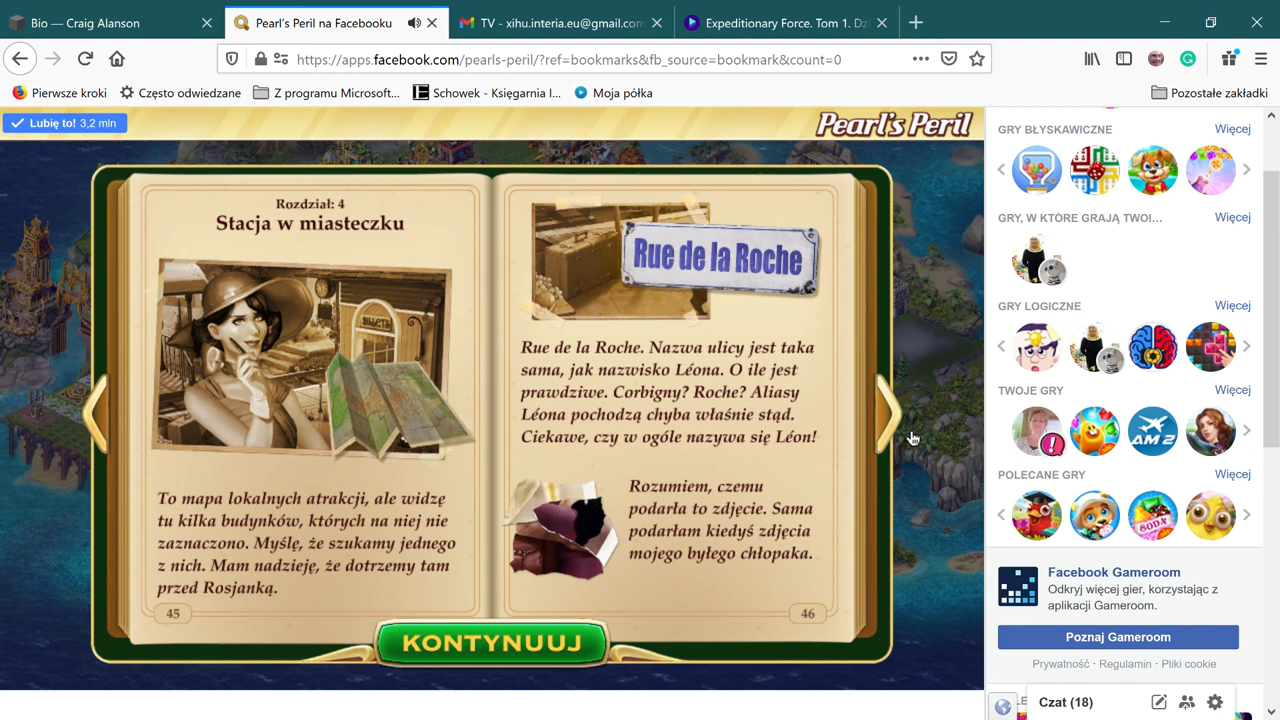 Bio — Craig Alanson
Pearl's Peril na Facebooku
TV - xihu.interia.eu@gmail.com
Expeditionary Force. Tom 1. Dzi
https://apps.facebook.com/pearls-peril/?ref=bookmarks&fb_source=bookmark&count=0
Pierwsze kroki
Często odwiedzane
Z programu Microsoft...
Schowek - Księgarnia I...
Moja półka
Pozostałe zakładki
Lubię to! 3,2 mln
Pearl's Peril
Rozdział: 4
Stacja w miasteczku
BILLETS
To mapa lokalnych atrakcji, ale widzę
tu kilka budynków, których na niej nie
zaznaczono. Myślę, że szukamy jednego
z nich. Mam nadzieję, że dotrzemy tam
przed Rosjanką.
45
Rue de la Roche
Rue de la Roche. Nazwa ulicy jest taka
sama, jak nazwisko Léona. O ile jest
prawdziwe. Corbigny? Roche? Aliasy
Léona pochodzą chyba właśnie stąd.
Ciekawe, czy w ogóle nazywa się Léon!
Rozumiem, czemu
podarła to zdjęcie. Sama
podarłam kiedyś zdjęcia
mojego byłego chłopaka.
46
KONTYNUUJ
GRY BŁYSKAWICZNE
Więcej
GRY, W KTÓRE GRAJĄ TWOI...
Więcej
GRY LOGICZNE
Więcej
TWOJE GRY
Więcej
AM2
POLECANE GRY
Więcej
SODA
Facebook Gameroom
Odkryj więcej gier, korzystając z
aplikacji Gameroom.
Poznaj Gameroom
Prywatność · Regulamin · Pliki cookie
Czat (18)